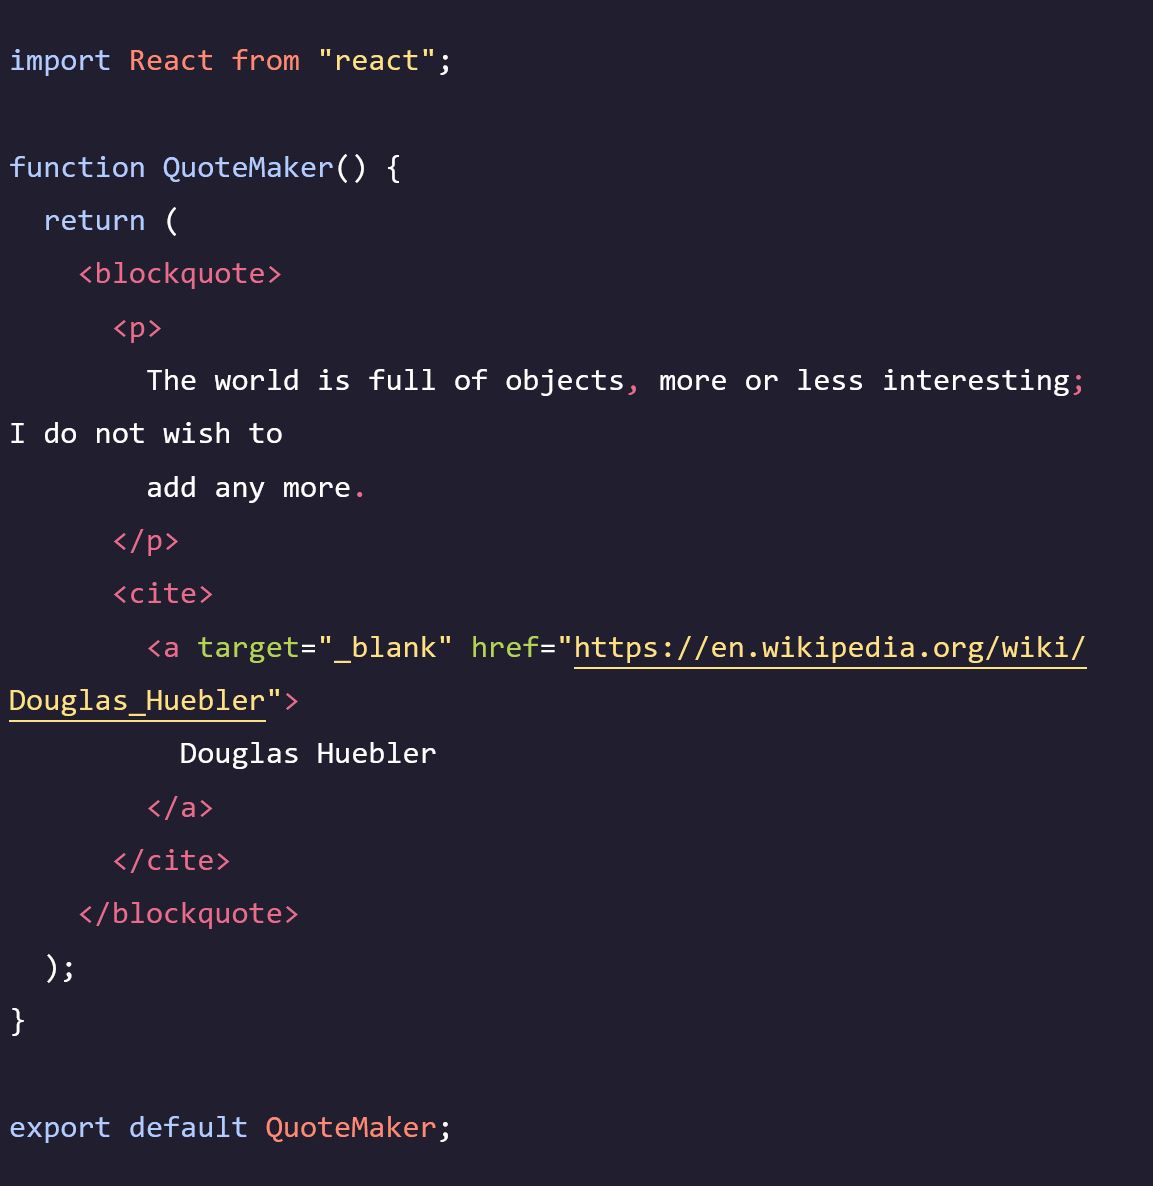 import React from "react";

function QuoteMaker() {
  return (
    <blockquote>
      <p>
        The world is full of objects, more or less interesting;
I do not wish to
        add any more.
      </p>
      <cite>
        <a target="_blank" href="https://en.wikipedia.org/wiki/
Douglas_Huebler">
          Douglas Huebler
        </a>
      </cite>
    </blockquote>
  );
}

export default QuoteMaker;